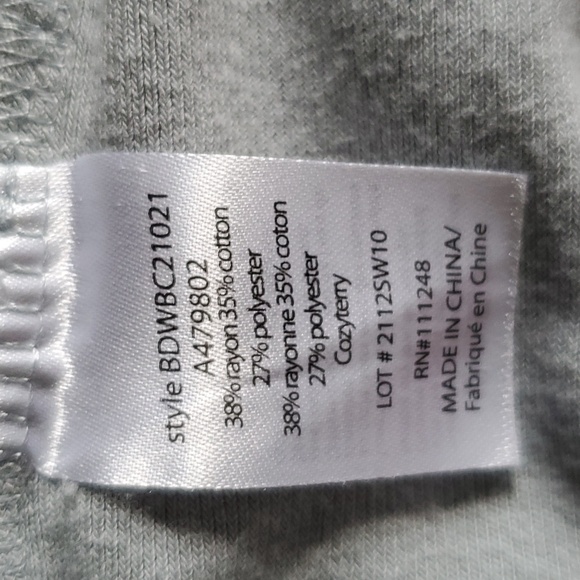 style BDWBC21021
A479802
38% rayon 35% cotton
27% polyester
38% rayonne 35% coton
27% polyester
Cozyterry
LOT # 2112SW10
RN#111248
MADE IN CHINA/
Fabriqué en Chine